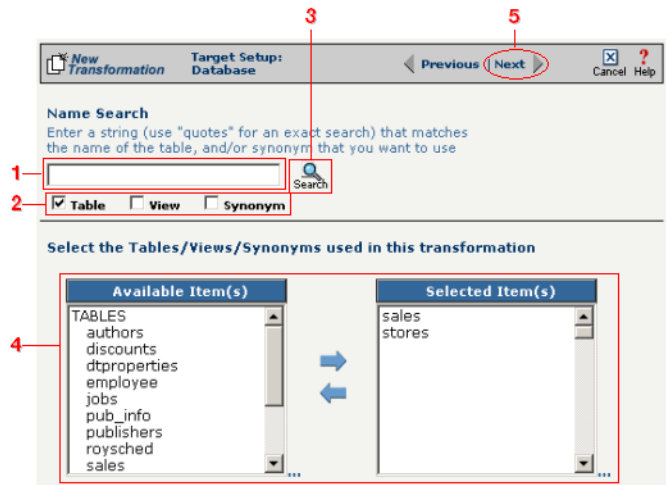 3
5
New Transformation
Target Setup: Database
Previous | Next
Cancel Help
Name Search
Enter a string (use "quotes" for an exact search) that matches
the name of the table, and/or synonym that you want to use
1
Search
2
Table View Synonym
Select the Tables/Views/Synonyms used in this transformation
Available Item(s)
TABLES
authors
discounts
dtproperties
employee
jobs
pub_info
publishers
roysched
sales
...
Selected Item(s)
sales
stores
...
4